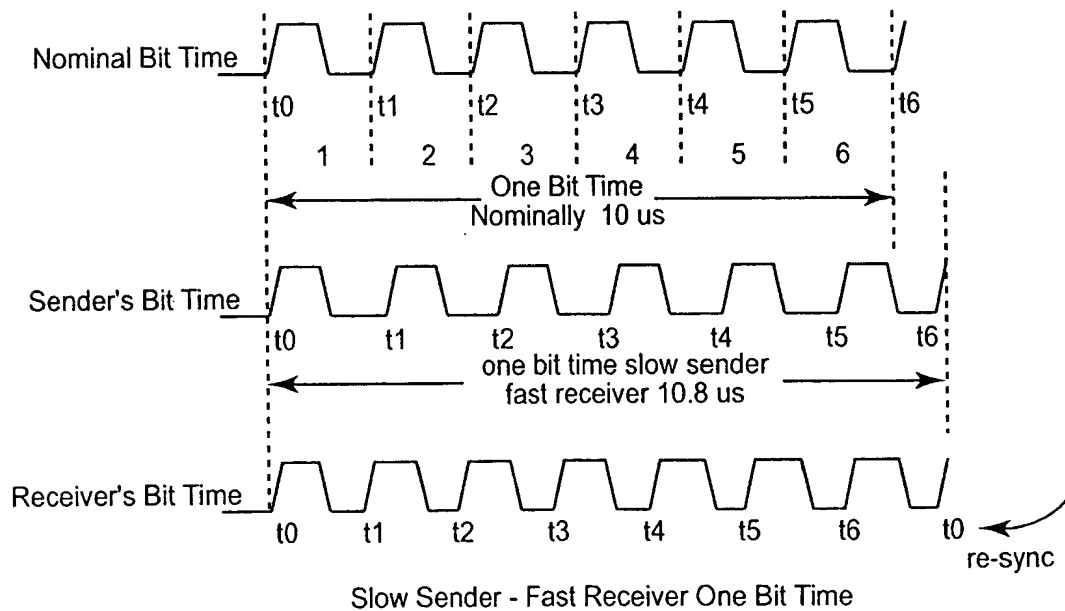 Nominal Bit Time
t0 t1 t2 t3 t4 t5 t6
1 2 3 4 5 6
One Bit Time
Nominally 10 us
Sender's Bit Time
t0 t1 t2 t3 t4 t5 t6
one bit time slow sender
fast receiver 10.8 us
Receiver's Bit Time
t0 t1 t2 t3 t4 t5 t6 t0
re-sync
Slow Sender - Fast Receiver One Bit Time